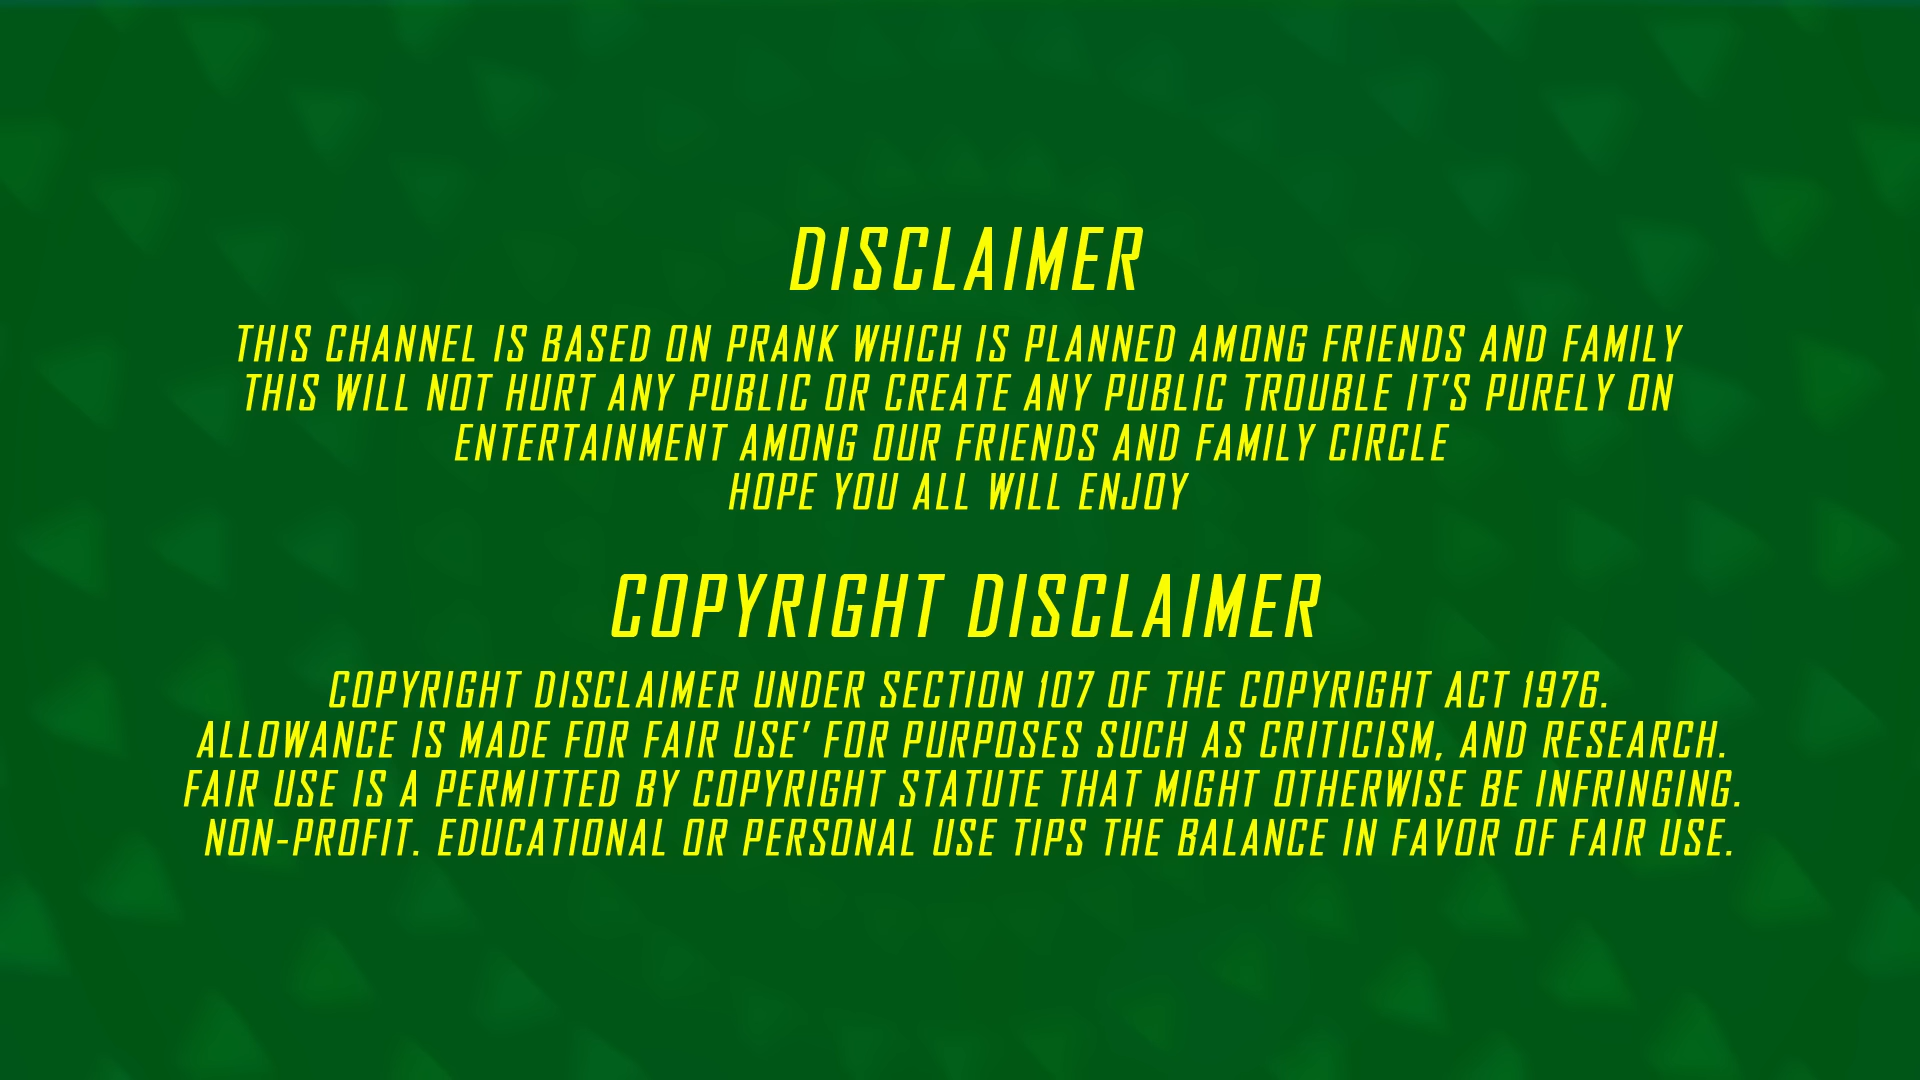 DISCLAIMER
THIS CHANNEL IS BASED ON PRANK WHICH IS PLANNED AMONG FRIENDS AND FAMILY
THIS WILL NOT HURT ANY PUBLIC OR CREATE ANY PUBLIC TROUBLE IT'S PURELY ON
ENTERTAINMENT AMONG OUR FRIENDS AND FAMILY CIRCLE
HOPE YOU ALL WILL ENJOY
COPYRIGHT DISCLAIMER
COPYRIGHT DISCLAIMER UNDER SECTION 107 OF THE COPYRIGHT ACT 1976.
ALLOWANCE IS MADE FOR FAIR USE' FOR PURPOSES SUCH AS CRITICISM, AND RESEARCH.
FAIR USE IS A PERMITTED BY COPYRIGHT STATUTE THAT MIGHT OTHERWISE BE INFRINGING.
NON-PROFIT. EDUCATIONAL OR PERSONAL USE TIPS THE BALANCE IN FAVOR OF FAIR USE.